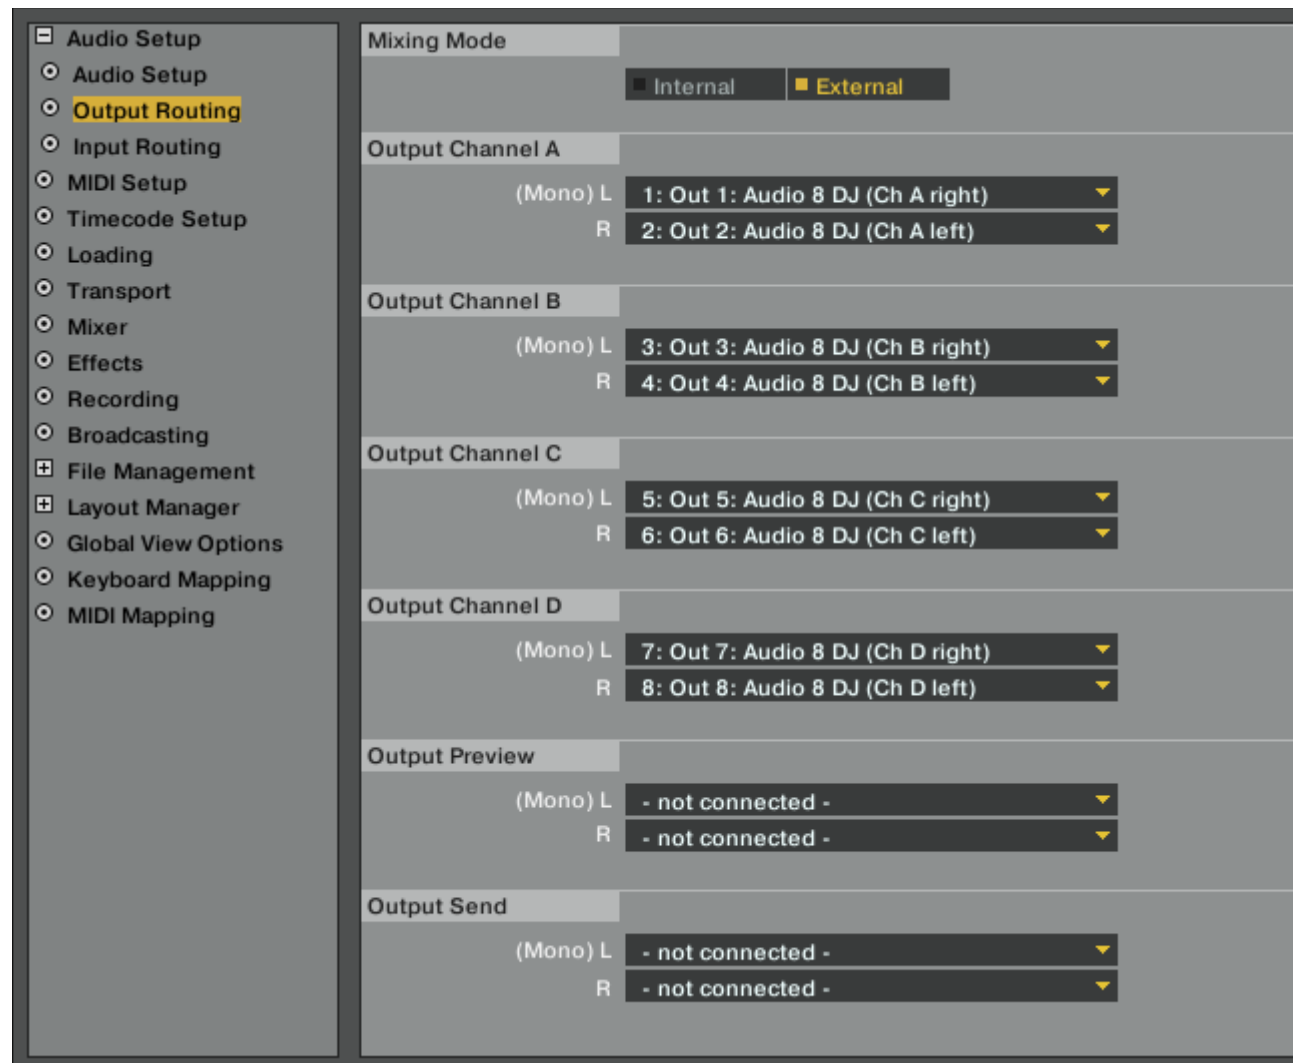 Audio Setup
Audio Setup
Output Routing
Input Routing
MIDI Setup
Timecode Setup
Loading
Transport
Mixer
Effects
Recording
Broadcasting
File Management
Layout Manager
Global View Options
Keyboard Mapping
MIDI Mapping
Mixing Mode
Internal External
Output Channel A
(Mono) L 1: Out 1: Audio 8 DJ (Ch A right)
R 2: Out 2: Audio 8 DJ (Ch A left)
Output Channel B
(Mono) L 3: Out 3: Audio 8 DJ (Ch B right)
R 4: Out 4: Audio 8 DJ (Ch B left)
Output Channel C
(Mono) L 5: Out 5: Audio 8 DJ (Ch C right)
R 6: Out 6: Audio 8 DJ (Ch C left)
Output Channel D
(Mono) L 7: Out 7: Audio 8 DJ (Ch D right)
R 8: Out 8: Audio 8 DJ (Ch D left)
Output Preview
(Mono) L - not connected -
R - not connected -
Output Send
(Mono) L - not connected -
R - not connected -